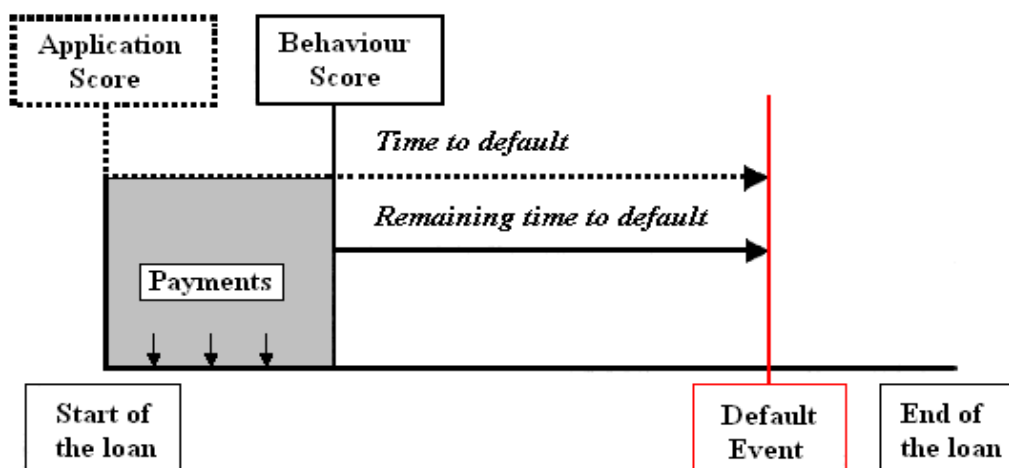 Application
Score
Behaviour
Score
Time to default
Remaining time to default
Payments
Start of
the loan
Default
Event
End of
the loan